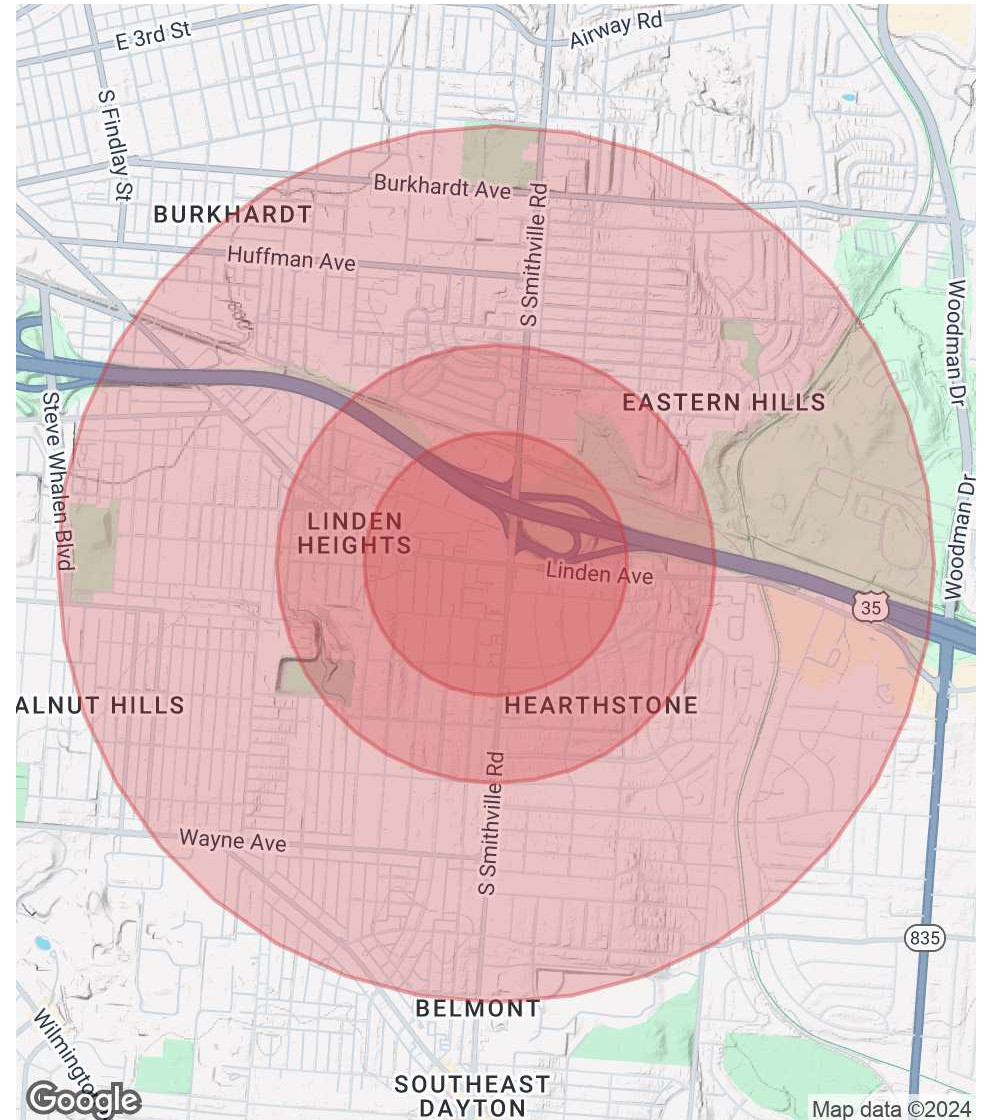 E 3rd St
Airway Rd
S Findlay St
Burkhardt Ave
BURKHARDT
S Smithville Rd
Huffman Ave
Woodman Dr
Steve Whalen Blvd
EASTERN HILLS
LINDEN
HEIGHTS
Linden Ave
Woodman Dr
35
ALNUT HILLS
HEARTHSTONE
S Smithville Rd
Wayne Ave
835
BELMONT
Wilmingto
SOUTHEAST
DAYTON
Google
Map data ©2024